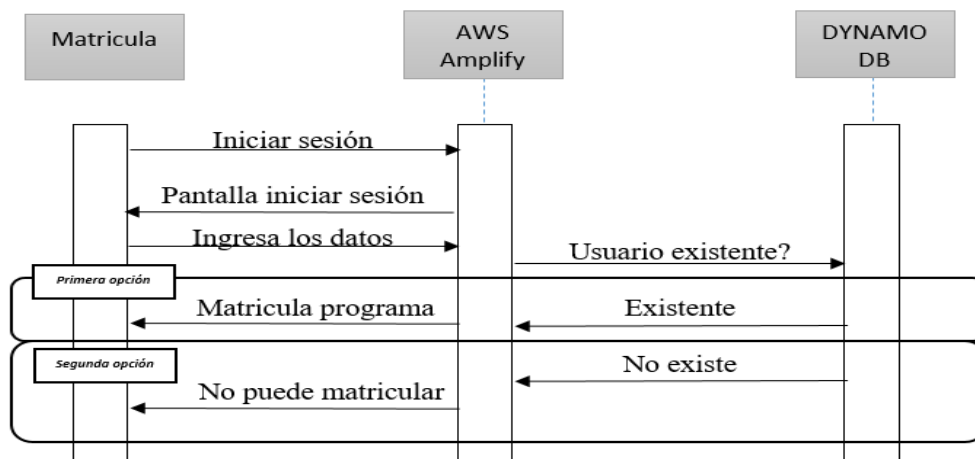 Matricula
AWS
Amplify
DYNAMO
DB
Iniciar sesión
Pantalla iniciar sesión
Ingresa los datos
Usuario existente?
Primera opción
Matricula programa
Existente
Segunda opción
No existe
No puede matricular